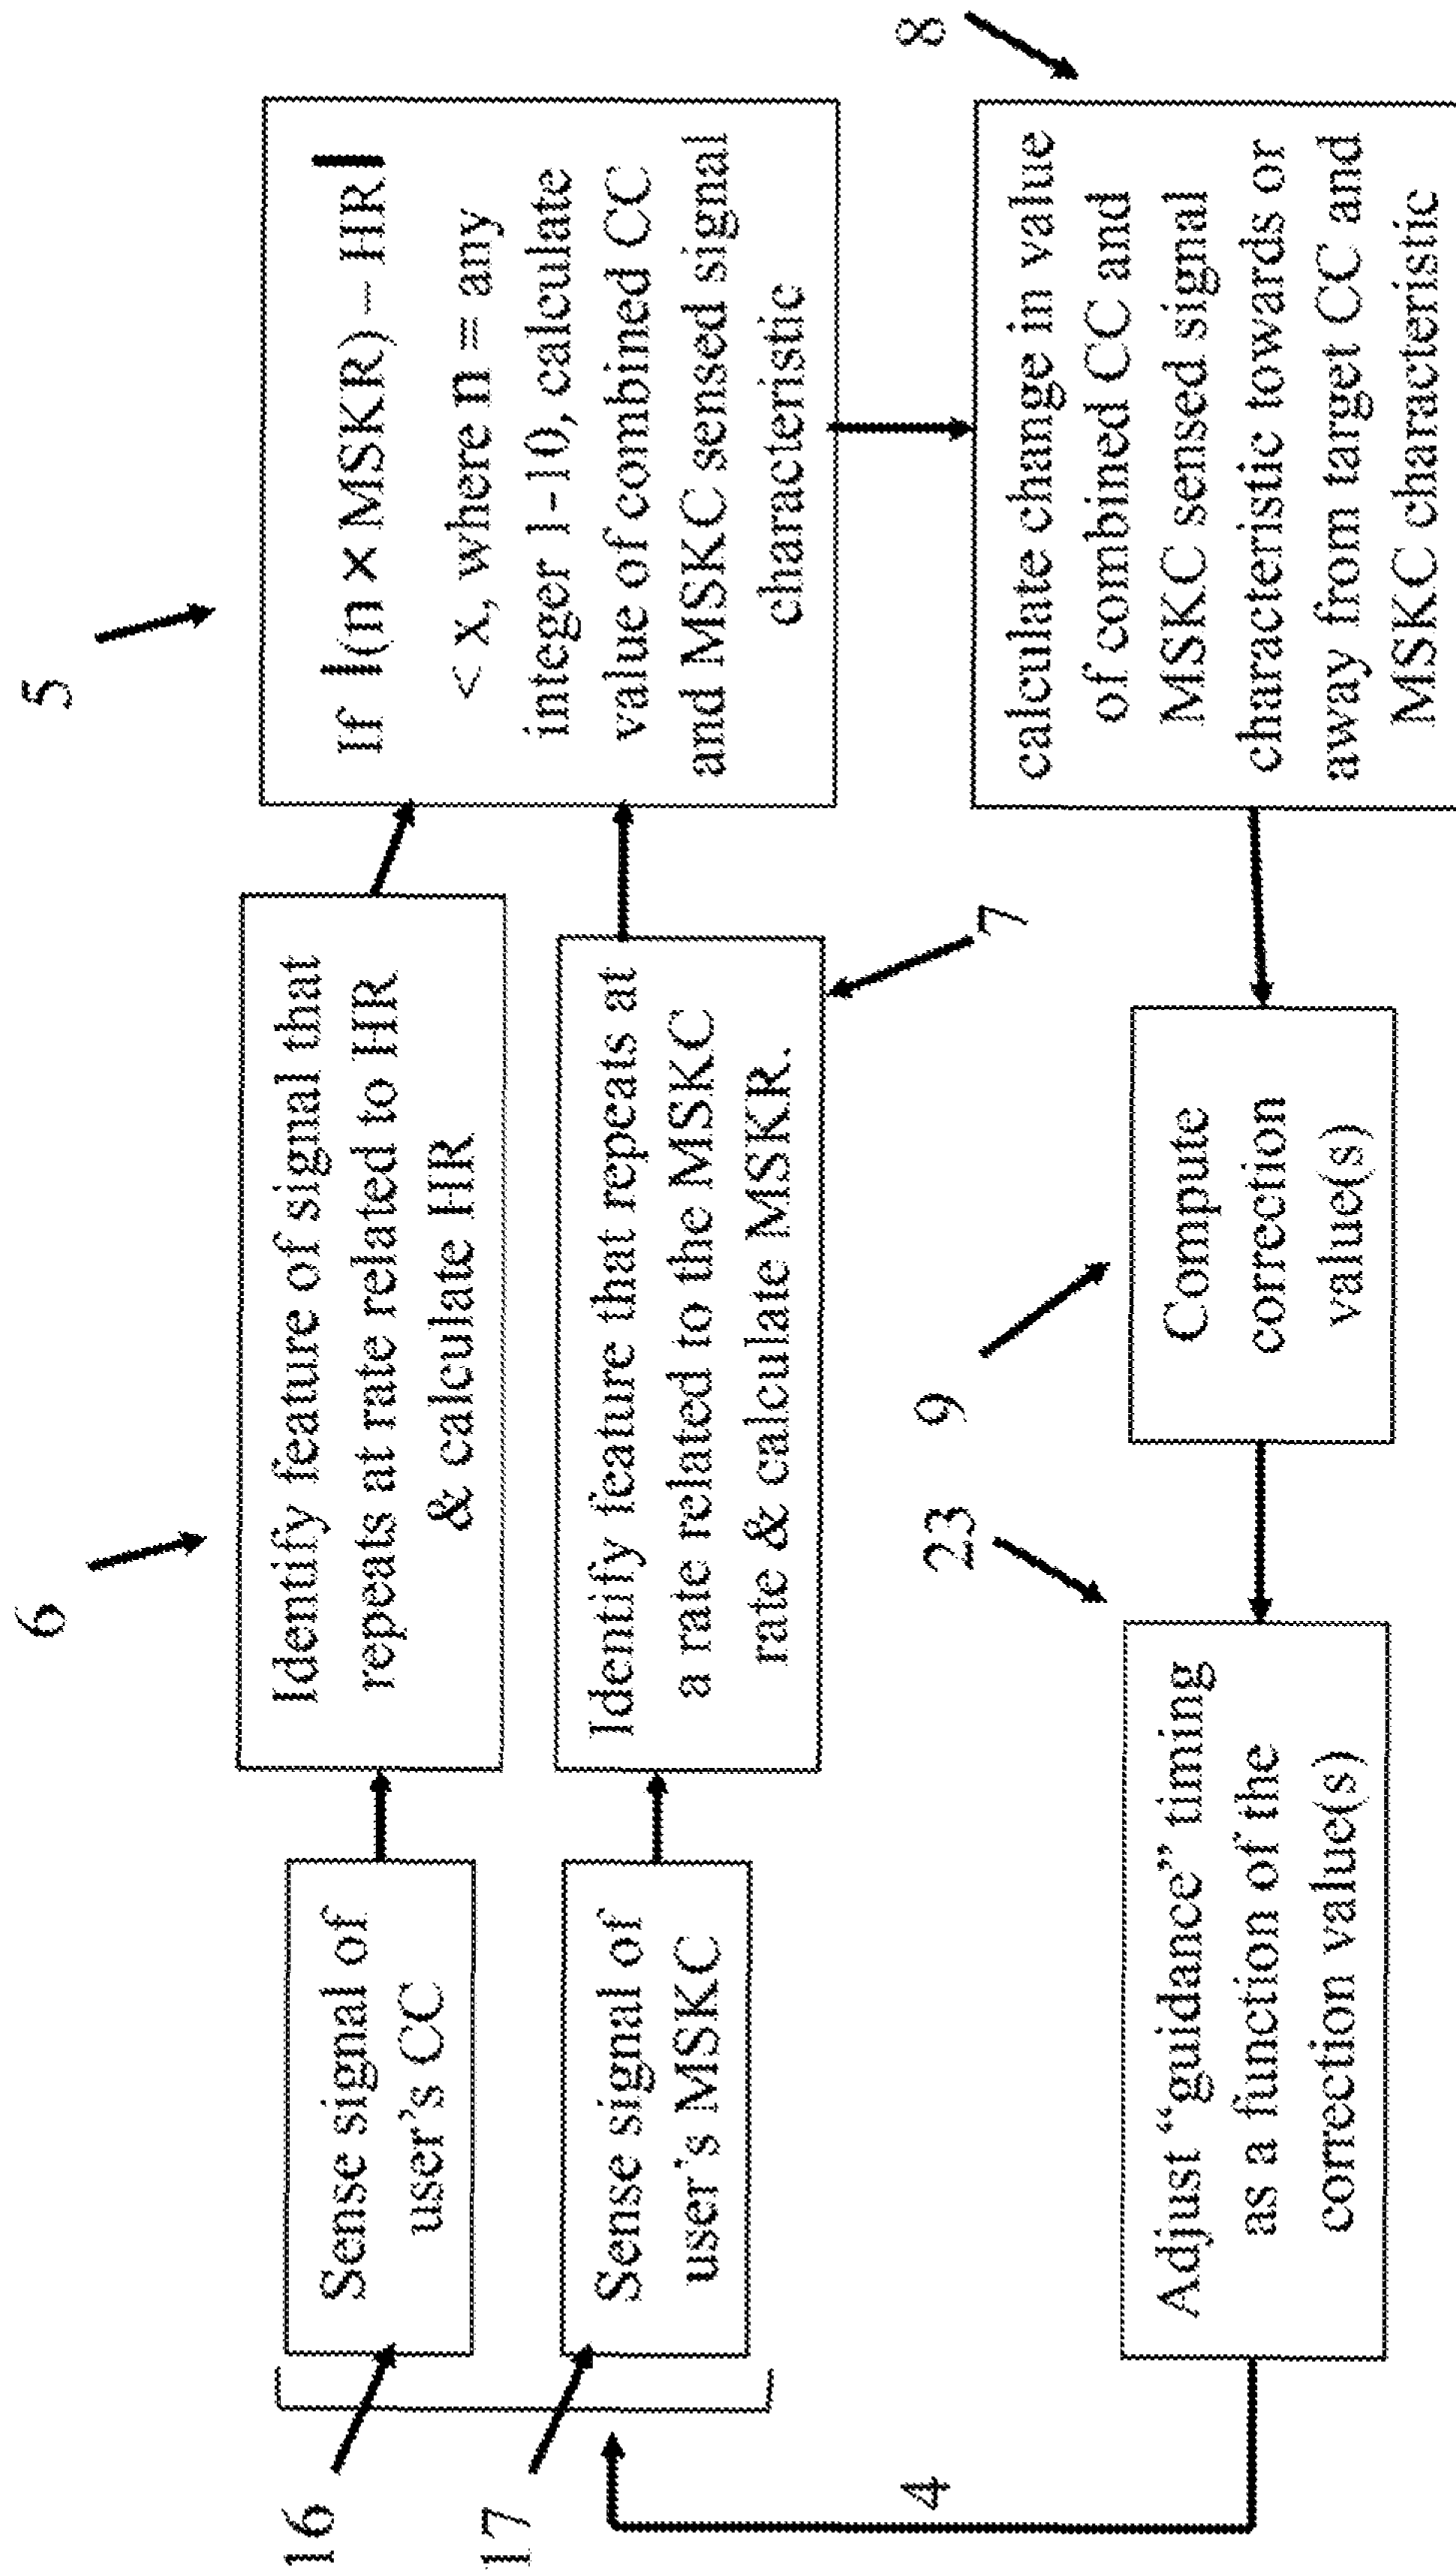 16
Sense signal of
user's CC
17
Sense signal of
user's MSKC
6
Identify feature of signal that
repeats at rate related to HR
& calculate HR
Identify feature that repeats at
a rate related to the MSKC
rate & calculate MSKR.
7
5
If |(n × MSKR) – HR|
< x, where n = any
integer 1-10, calculate
value of combined CC
and MSKC sensed signal
characteristic
8
calculate change in value
of combined CC and
MSKC sensed signal
characteristic towards or
away from target CC and
MSKC characteristic
9
Compute
correction
value(s)
23
Adjust “guidance” timing
as a function of the
correction value(s)
4